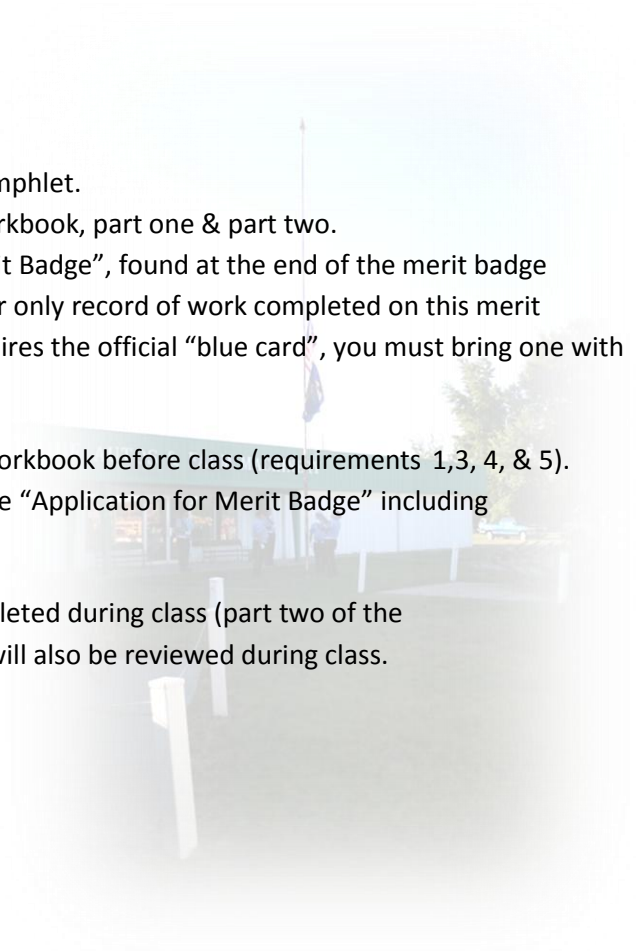 mphlet.
rkbook, part one & part two.
it Badge”, found at the end of the merit badge
r only record of work completed on this merit
ires the official “blue card”, you must bring one with
orkbook before class (requirements 1,3, 4, & 5).
e “Application for Merit Badge” including
leted during class (part two of the
will also be reviewed during class.